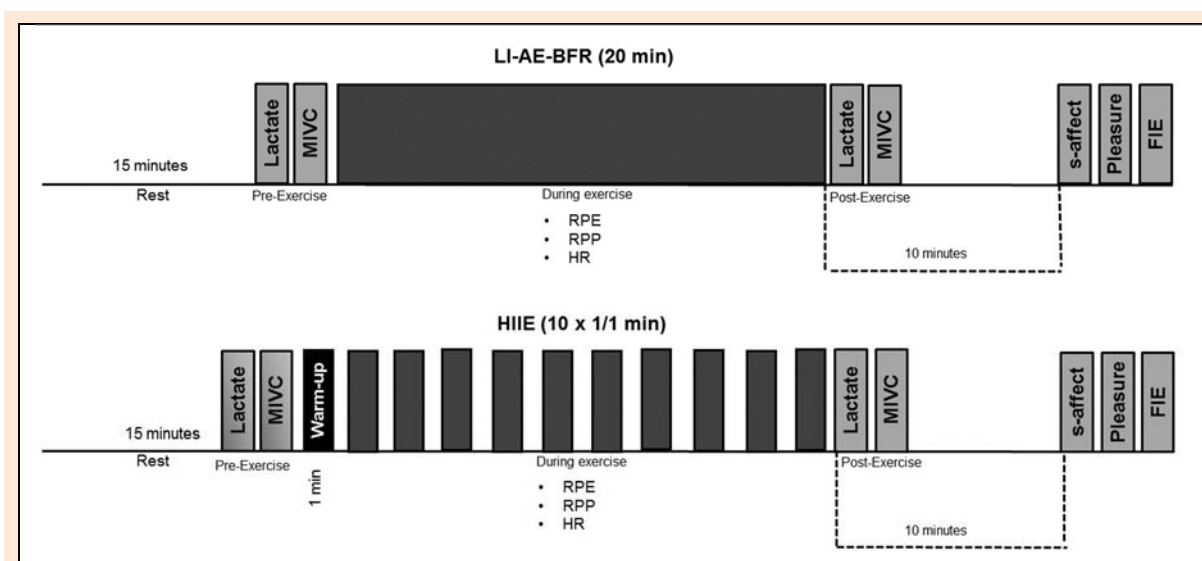 LI-AE-BFR (20 min)
Lactate
MIVC
Lactate
MIVC
s-affect
Pleasure
FIE
15 minutes
Rest
Pre-Exercise
During exercise
• RPE
• RPP
• HR
Post-Exercise
10 minutes
HIIE (10 x 1/1 min)
Lactate
MIVC
Warm-up
Lactate
MIVC
s-affect
Pleasure
FIE
15 minutes
Rest
Pre-Exercise
1 min
During exercise
• RPE
• RPP
• HR
Post-Exercise
10 minutes